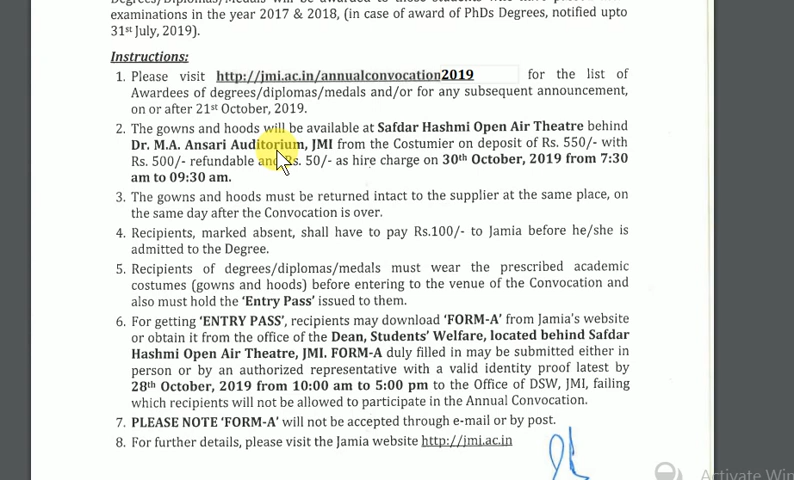 examinations in the year 2017 & 2018, (in case of award of PhDs Degrees, notified upto
31st July, 2019).
Instructions:
1. Please visit http://jmi.ac.in/annualconvocation2019 for the list of
Awardees of degrees/diplomas/medals and/or for any subsequent announcement,
on or after 21st October, 2019.
2. The gowns and hoods will be available at Safdar Hashmi Open Air Theatre behind
Dr. M.A. Ansari Auditorium, JMI from the Costumier on deposit of Rs. 550/- with
Rs. 500/- refundable and Rs. 50/- as hire charge on 30th October, 2019 from 7:30
am to 09:30 am.
3. The gowns and hoods must be returned intact to the supplier at the same place, on
the same day after the Convocation is over.
4. Recipients, marked absent, shall have to pay Rs.100/- to Jamia before he/she is
admitted to the Degree.
5. Recipients of degrees/diplomas/medals must wear the prescribed academic
costumes (gowns and hoods) before entering to the venue of the Convocation and
also must hold the 'Entry Pass' issued to them.
6. For getting 'ENTRY PASS', recipients may download 'FORM-A' from Jamia's website
or obtain it from the office of the Dean, Students' Welfare, located behind Safdar
Hashmi Open Air Theatre, JMI. FORM-A duly filled in may be submitted either in
person or by an authorized representative with a valid identity proof latest by
28th October, 2019 from 10:00 am to 5:00 pm to the Office of DSW, JMI, failing
which recipients will not be allowed to participate in the Annual Convocation.
7. PLEASE NOTE 'FORM-A' will not be accepted through e-mail or by post.
8. For further details, please visit the Jamia website http://jmi.ac.in
Activate Win